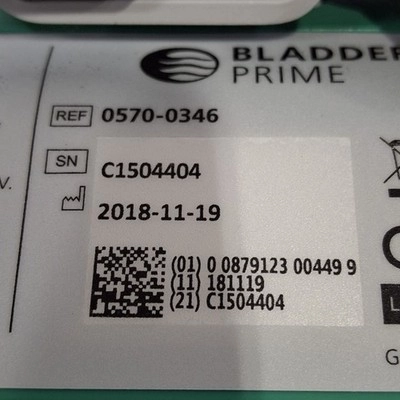 BLADDER
PRIME
REF 0570-0346
SN C1504404
2018-11-19
(01) 0 0879123 00449 9
(11) 181119
(21) C1504404
V.
L
G